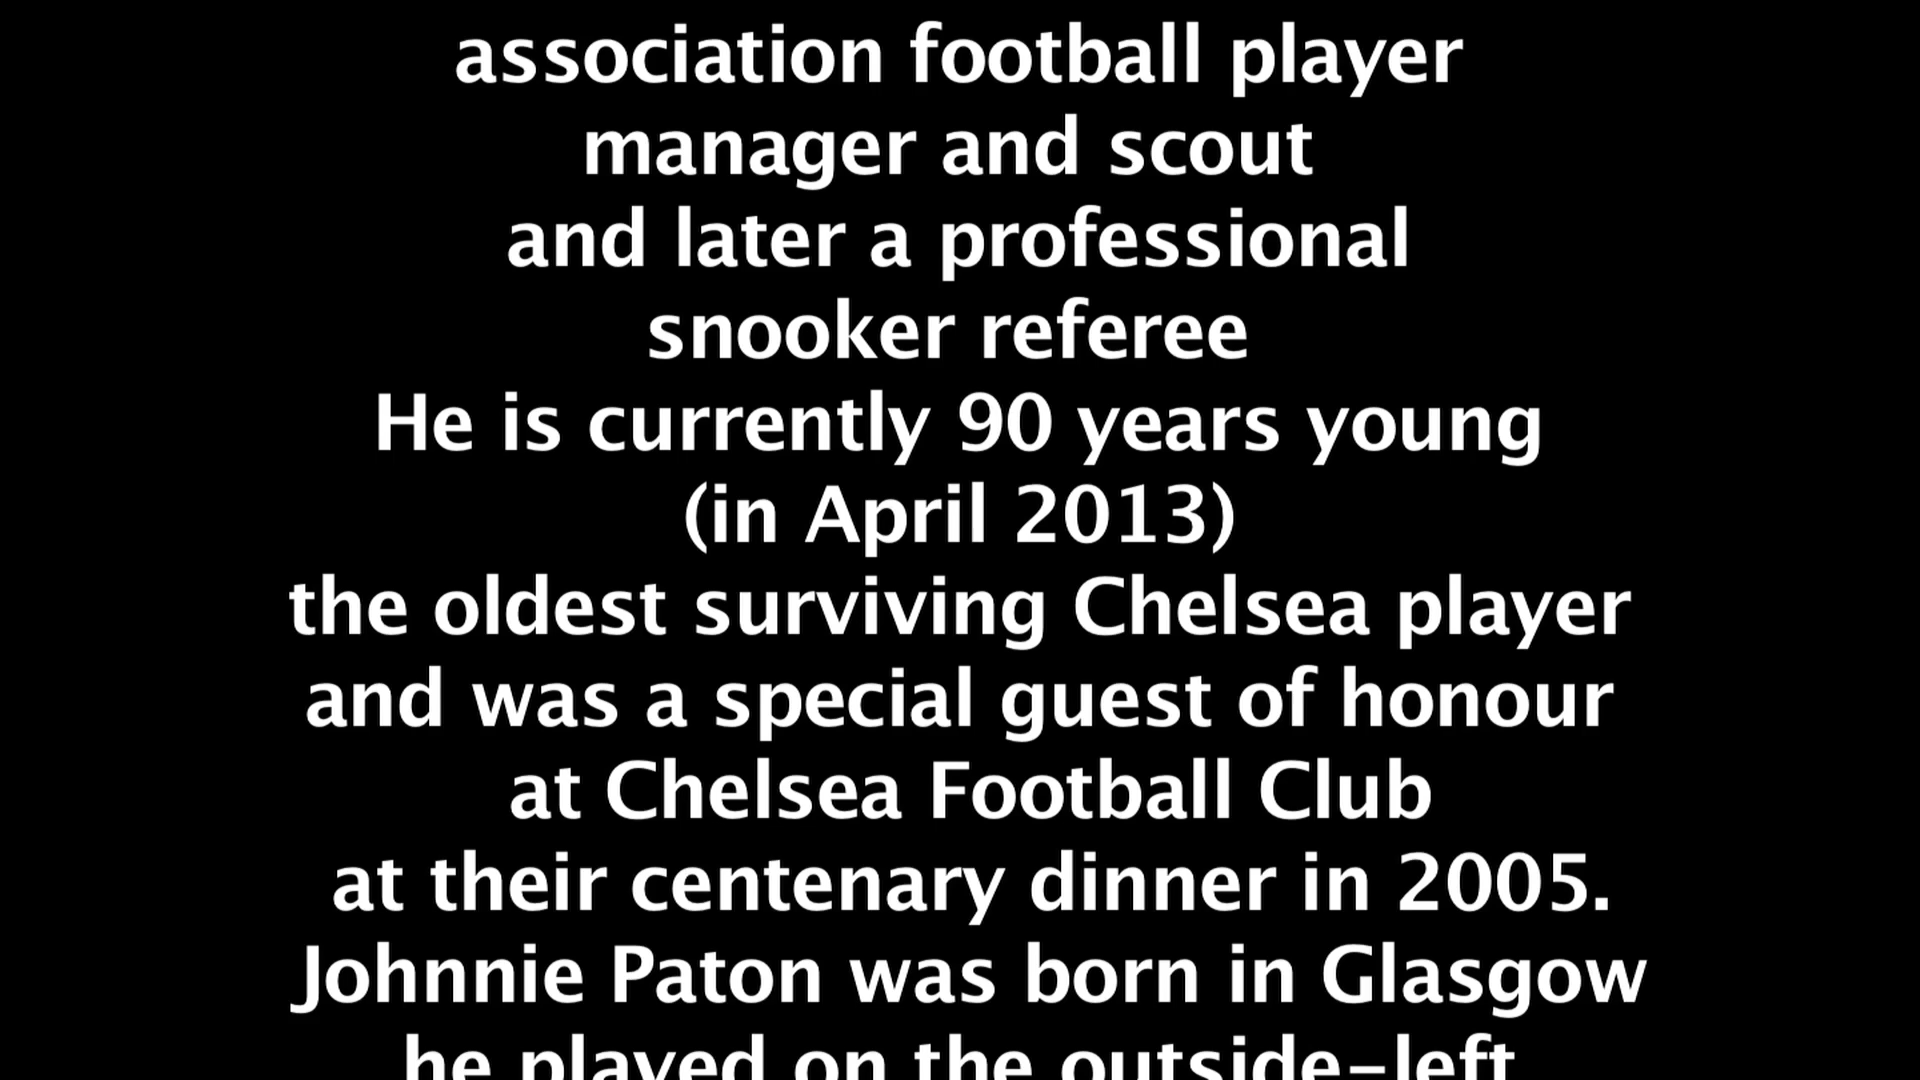 association football player
manager and scout
and later a professional
snooker referee
He is currently 90 years young
(in April 2013)
the oldest surviving Chelsea player
and was a special guest of honour
at Chelsea Football Club
at their centenary dinner in 2005.
Johnnie Paton was born in Glasgow
he played on the outside-left